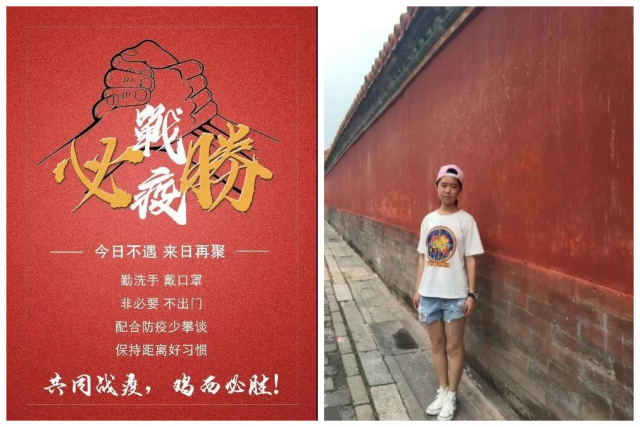 戰疫
必勝
今日不遇 来日再聚
勤洗手 戴口罩
非必要 不出门
配合防疫少攀谈
保持距离好习惯
共同战疫，鸡西必胜!